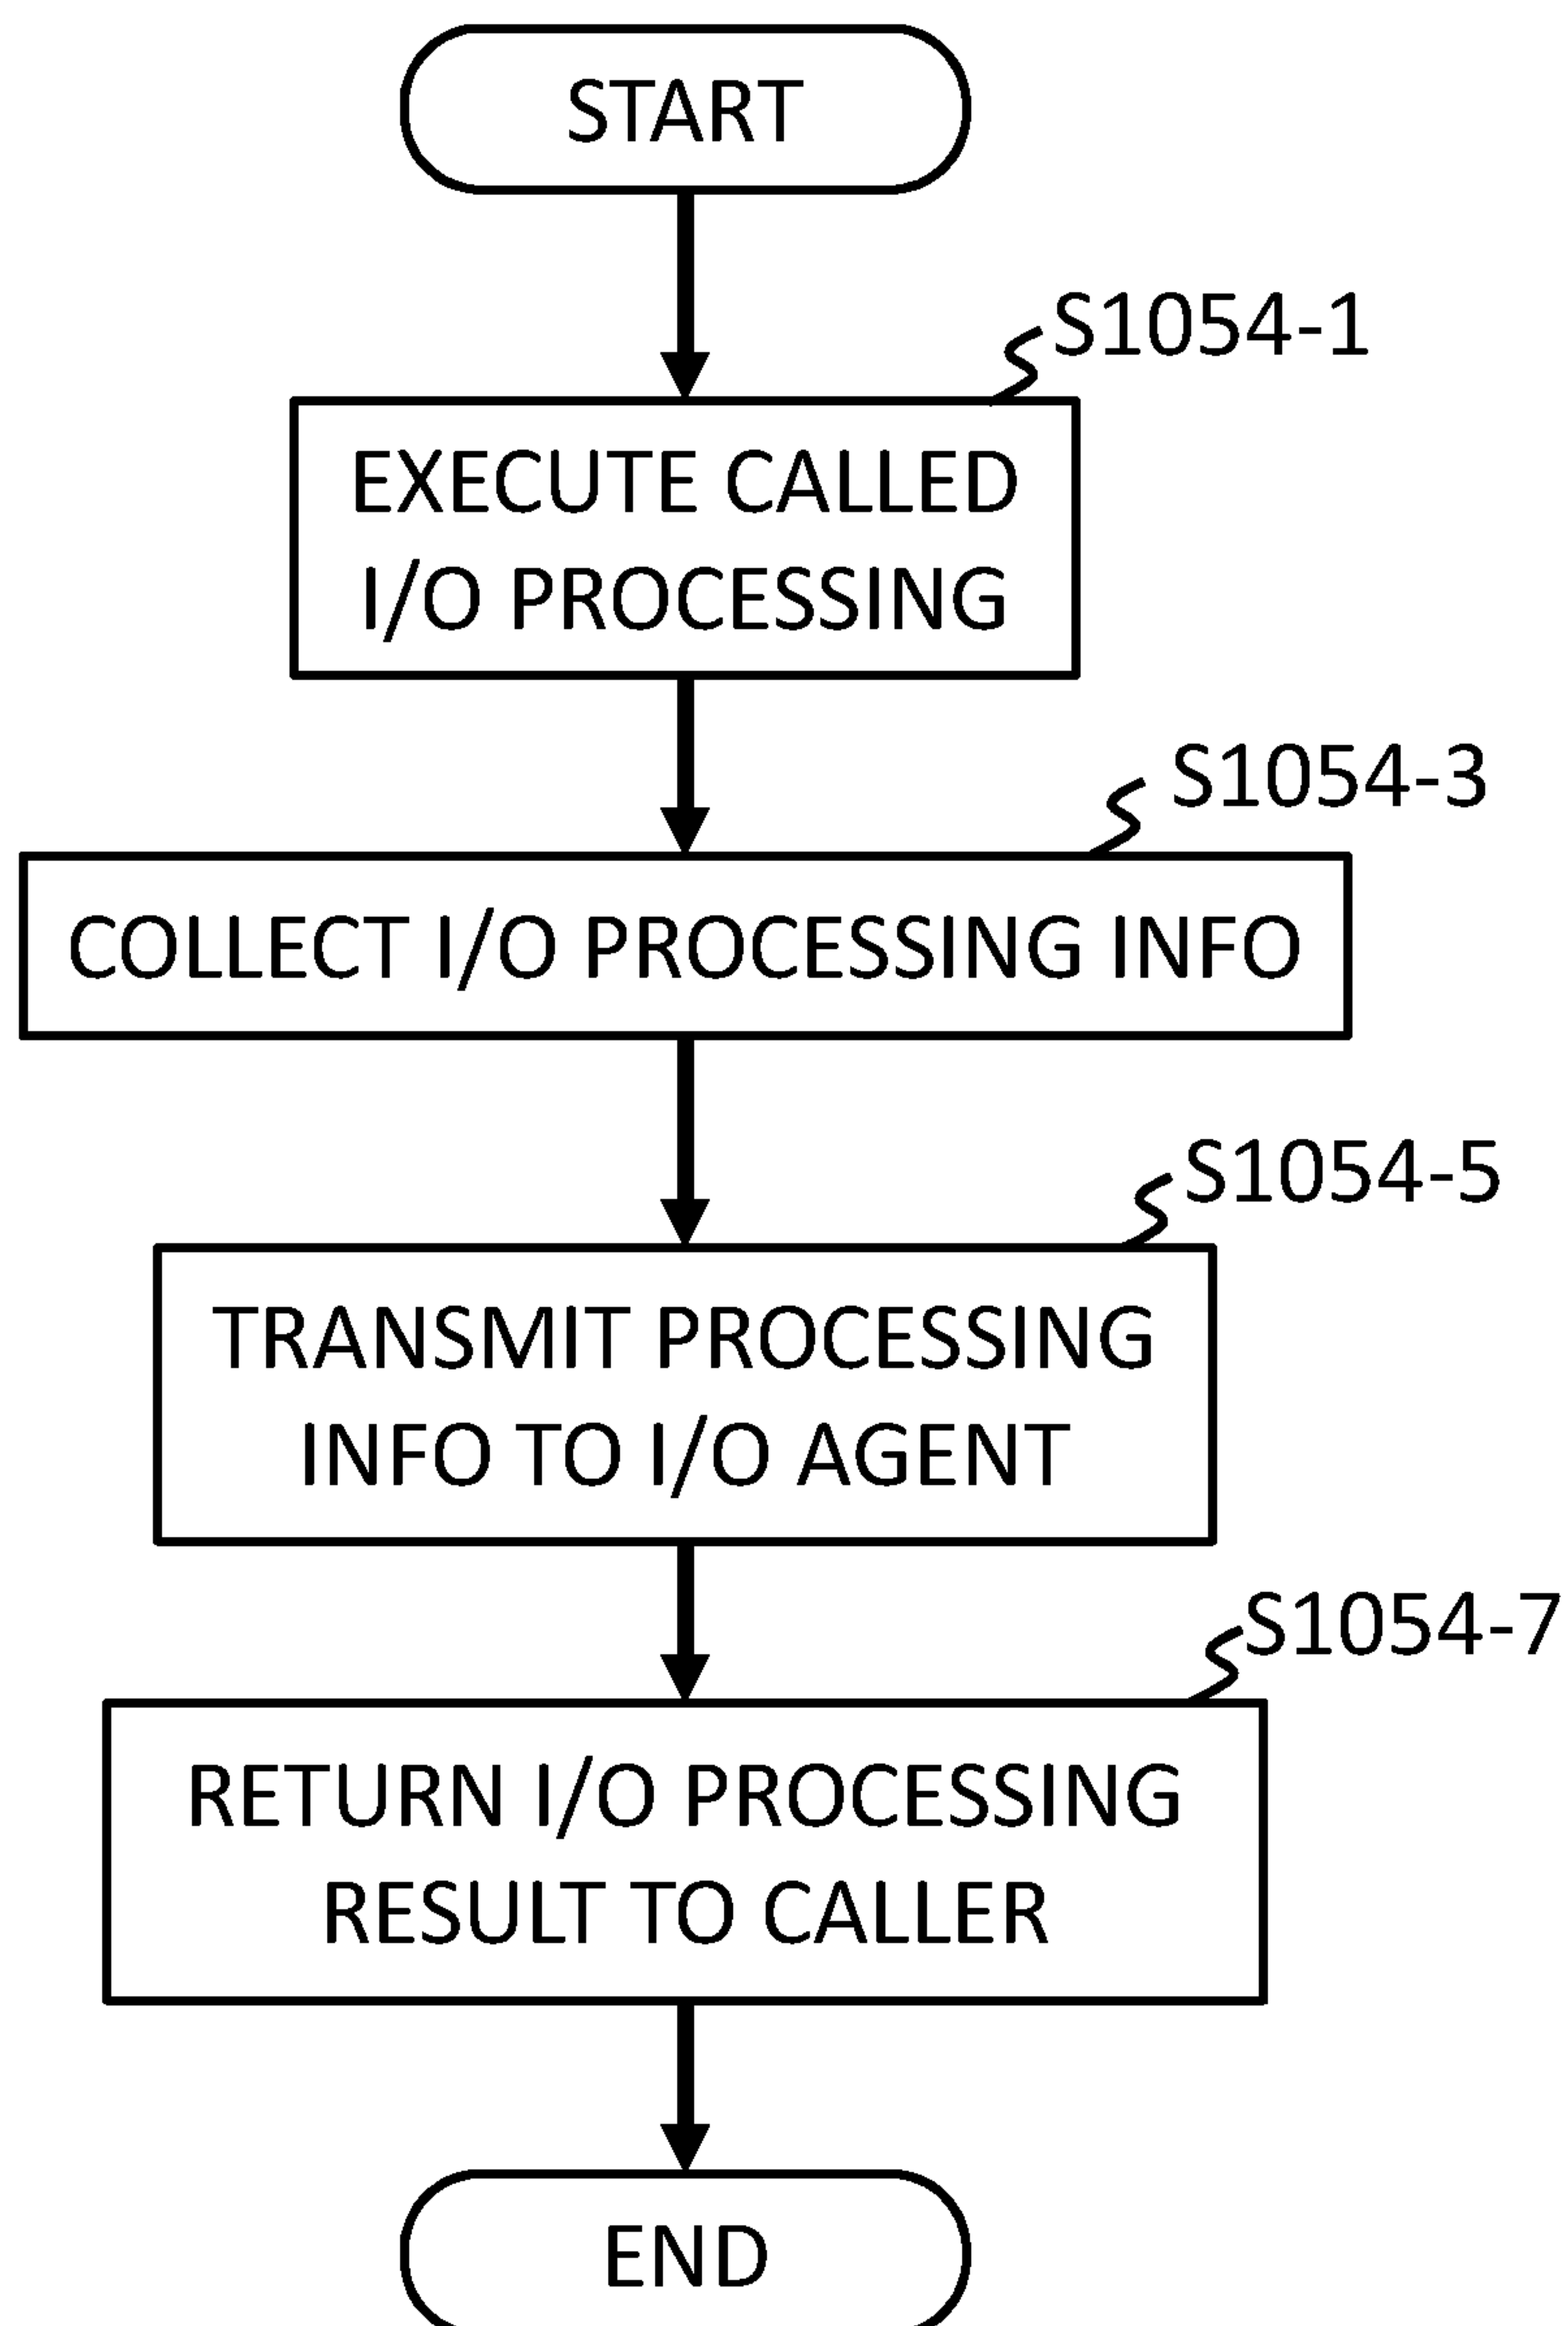 START
S1054-1
EXECUTE CALLED
I/O PROCESSING
S1054-3
COLLECT I/O PROCESSING INFO
S1054-5
TRANSMIT PROCESSING
INFO TO I/O AGENT
S1054-7
RETURN I/O PROCESSING
RESULT TO CALLER
END